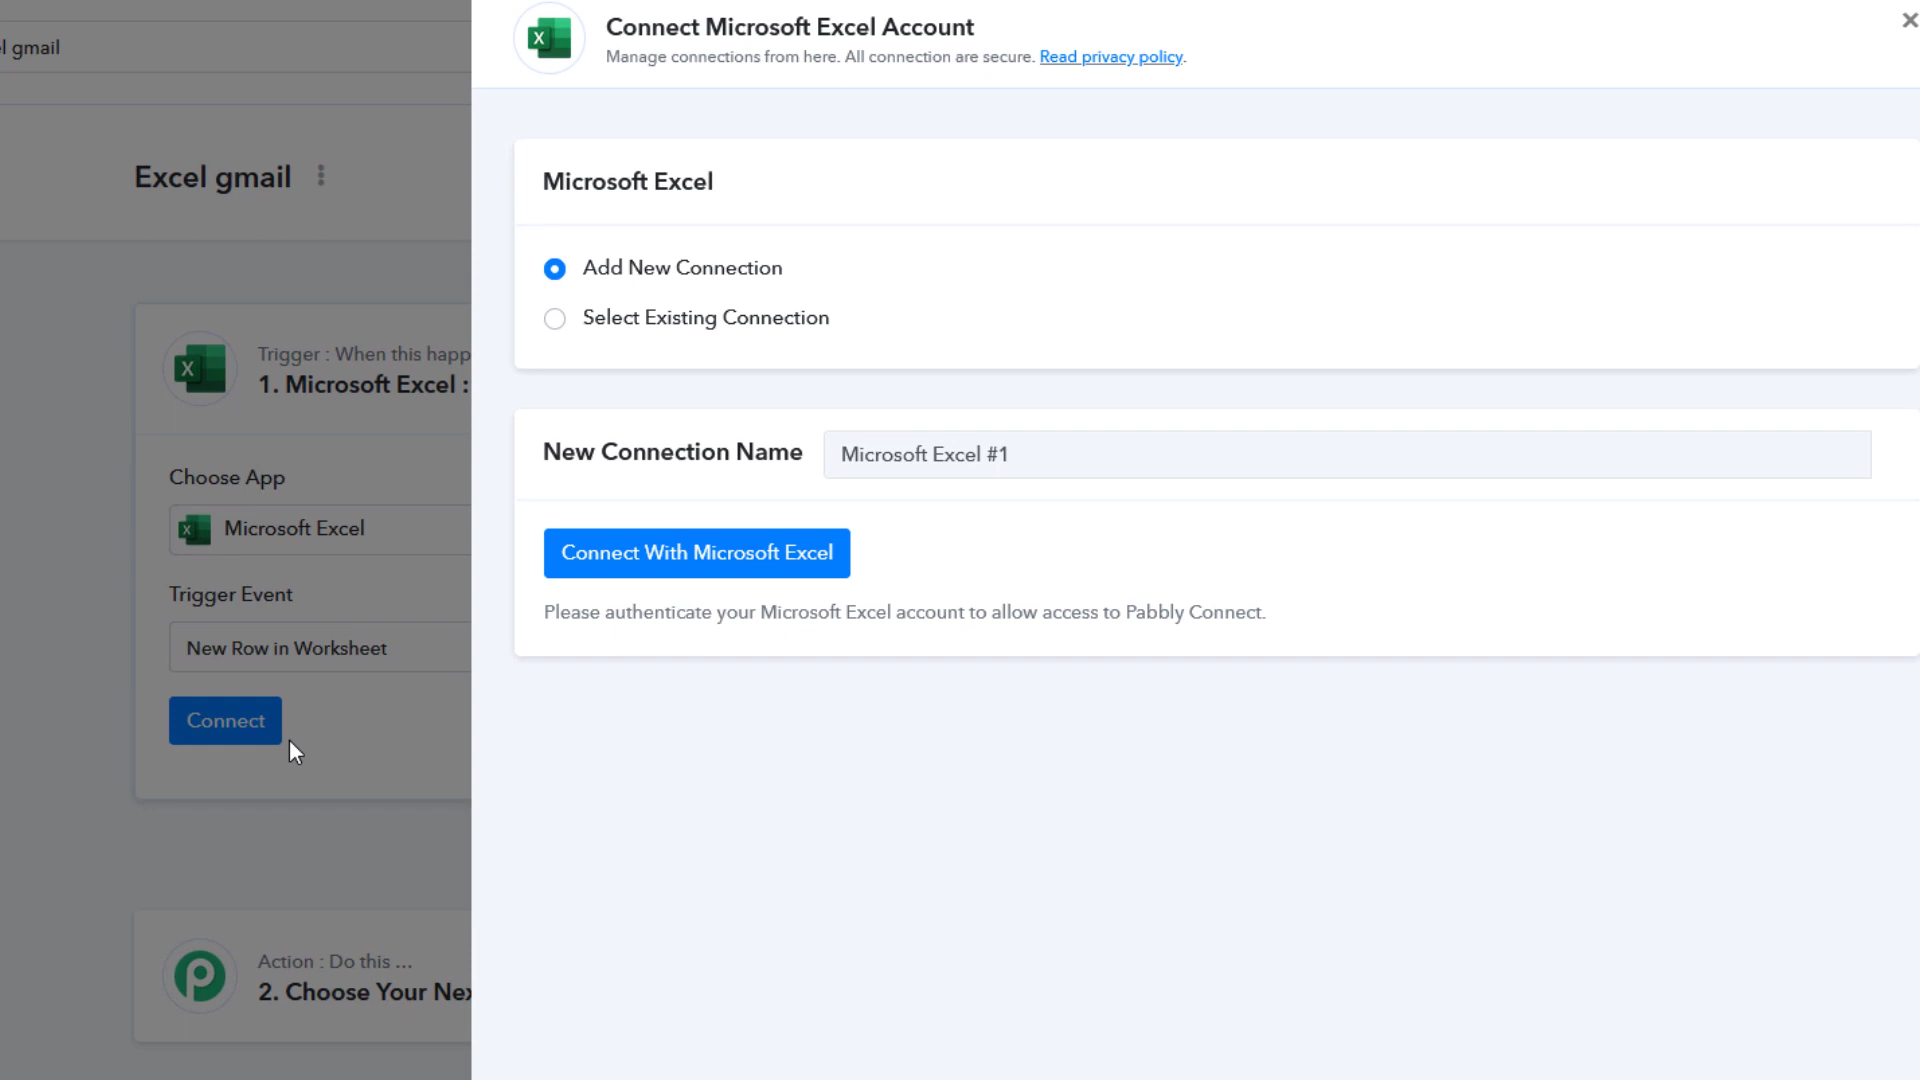 l gmail
Excel gmail
Trigger : When this happ
1. Microsoft Excel :
Choose App
Microsoft Excel
Trigger Event
New Row in Worksheet
Connect
Action : Do this ...
2. Choose Your Nex
Connect Microsoft Excel Account
Manage connections from here. All connection are secure. Read privacy policy.
Microsoft Excel
Add New Connection
Select Existing Connection
New Connection Name
Microsoft Excel #1
Connect With Microsoft Excel
Please authenticate your Microsoft Excel account to allow access to Pabbly Connect.